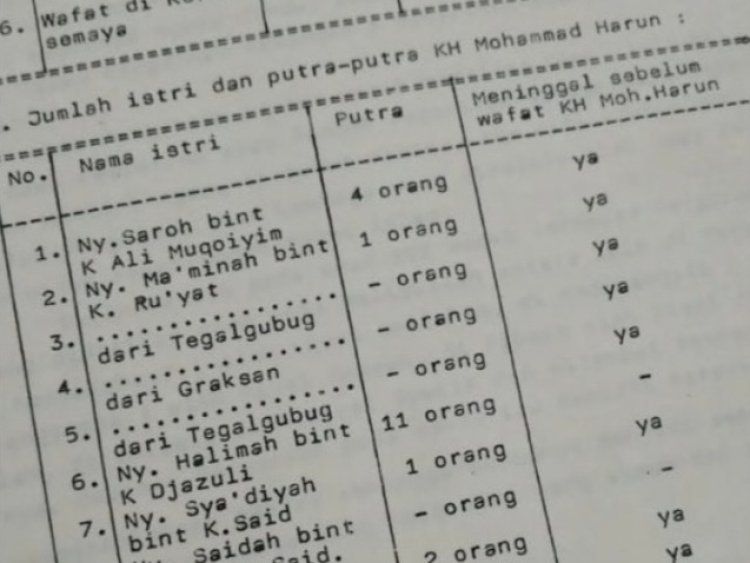 6. Wafat di
semaya
. Jumlah istri dan putra-putra KH Mohammad Harun :
No. Nama istri Putra Meninggal sebelum
wafat KH Moh.Harun
1. Ny.Saroh bint 4 orang ya
K Ali Muqoiyim
2. Ny. Ma'minah bint 1 orang ya
K. Ru'yat
3. ................. - orang ya
dari Tegalgubug
4. ................. - orang ya
dari Graksan
5. ................. - orang ya
dari Tegalgubug
6. Ny. Halimah bint 11 orang -
K Djazuli
7. Ny. Sya'diyah 1 orang ya
bint K.Said
Ny. Saidah bint - orang -
Said. 2 orang ya
ya